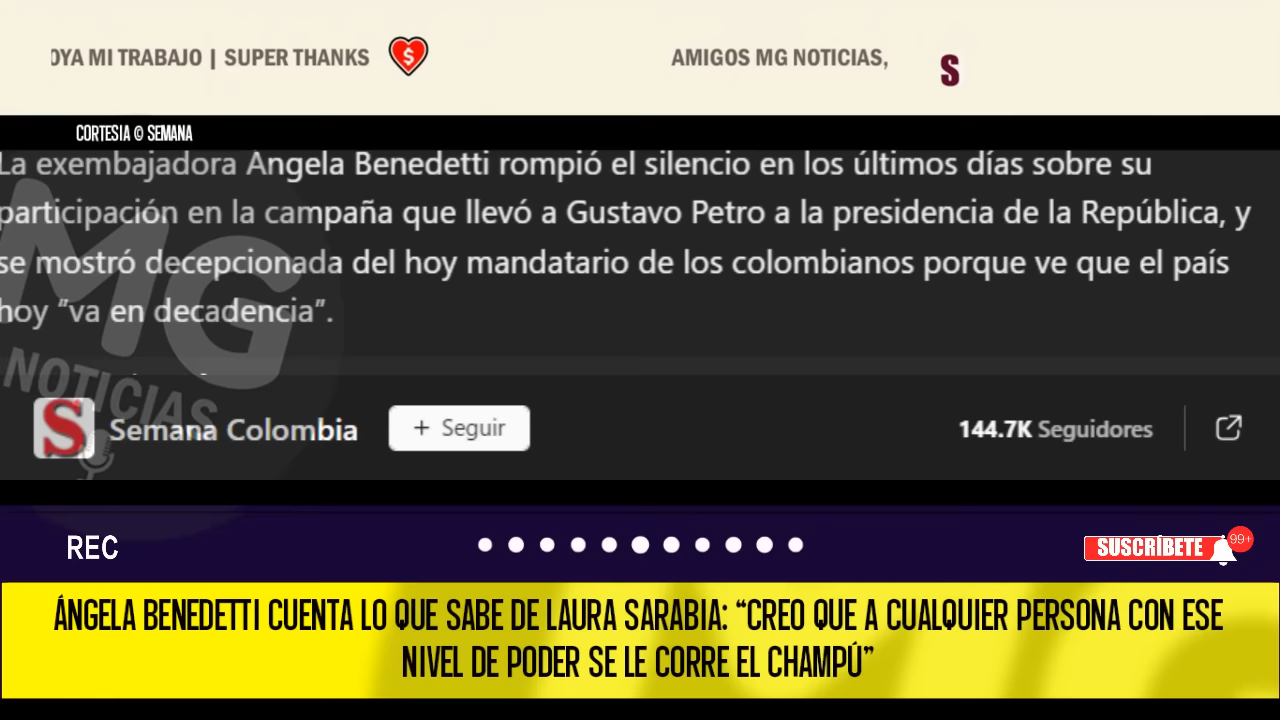 OYA MI TRABAJO | SUPER THANKS
AMIGOS MG NOTICIAS,
S
CORTESIA © SEMANA
La exembajadora Angela Benedetti rompió el silencio en los últimos días sobre su
participación en la campaña que llevó a Gustavo Petro a la presidencia de la República, y
se mostró decepcionada del hoy mandatario de los colombianos porque ve que el país
hoy "va en decadencia".
MG
NOTICIAS
S
Semana Colombia
+ Seguir
144.7K Seguidores
REC
SUSCRÍBETE
99+
ÁNGELA BENEDETTI CUENTA LO QUE SABE DE LAURA SARABIA: “CREO QUE A CUALQUIER PERSONA CON ESE
NIVEL DE PODER SE LE CORRE EL CHAMPÚ”